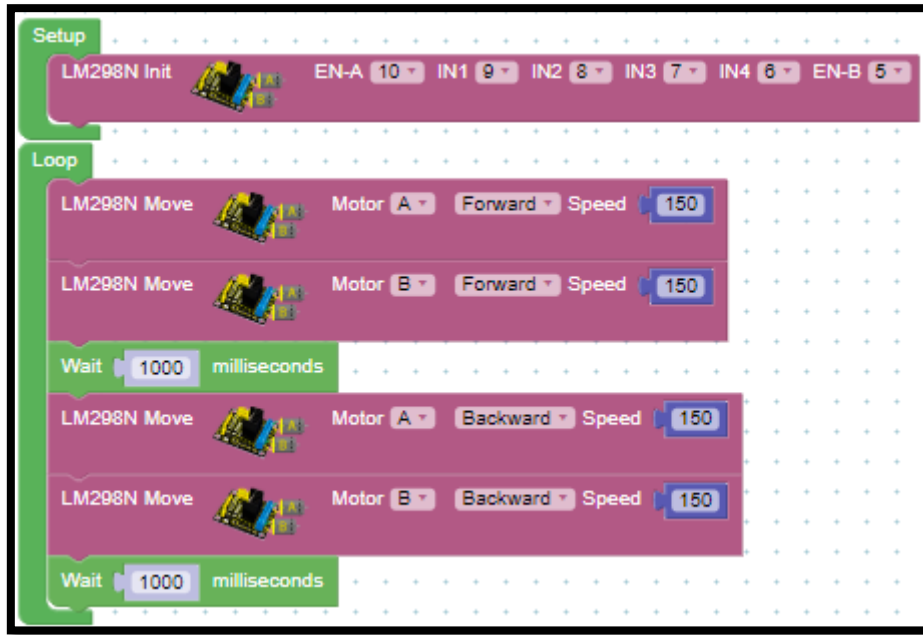 Setup
LM298N Init EN-A 10 IN1 9 IN2 8 IN3 7 IN4 6 EN-B 5
Loop
LM298N Move Motor A Forward Speed 150
LM298N Move Motor B Forward Speed 150
Wait 1000 milliseconds
LM298N Move Motor A Backward Speed 150
LM298N Move Motor B Backward Speed 150
Wait 1000 milliseconds